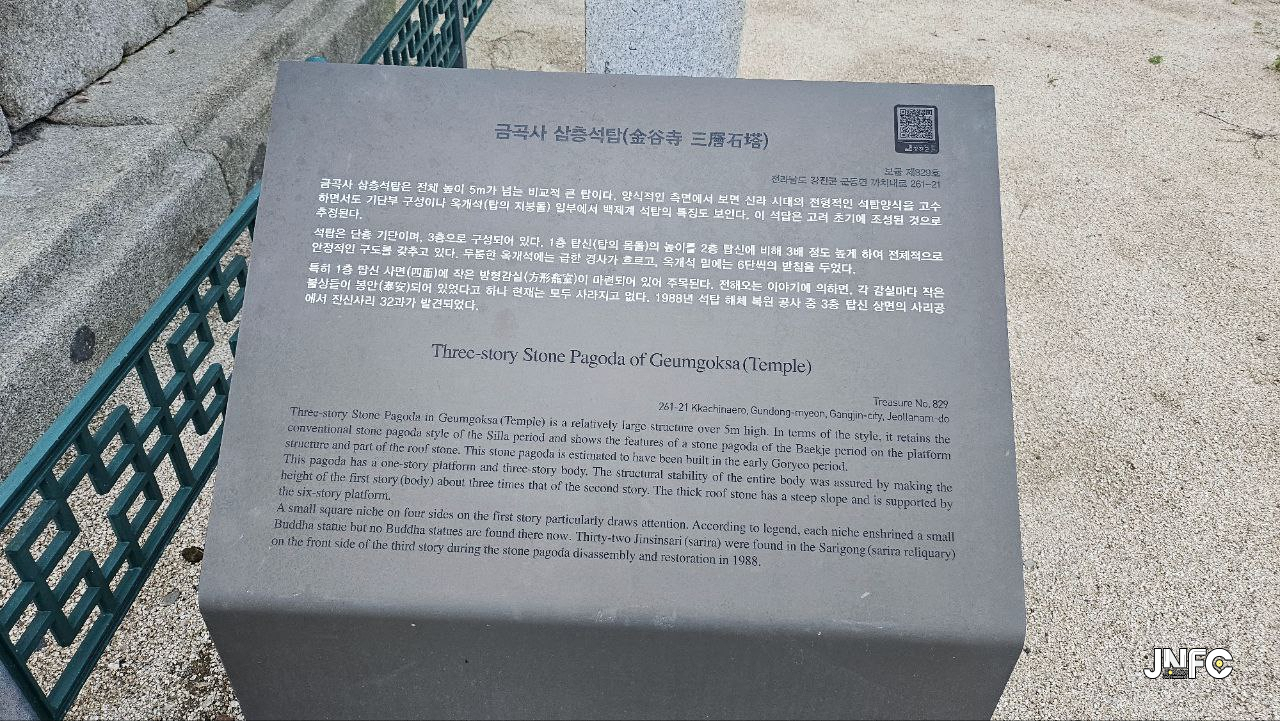 금곡사 삼층석탑(金谷寺 三層石塔)
보물 제829호
전라남도 강진군 군동면 까치내로 261-21
금곡사 삼층석탑은 전체 높이 5m가 넘는 비교적 큰 탑이다. 양식적인 측면에서 보면 신라 시대의 전형적인 석탑양식을 고수
하면서도 기단부 구성이나 옥개석(탑의 지붕돌) 일부에서 백제계 석탑의 특징도 보인다. 이 석탑은 고려 초기에 조성된 것으로
추정된다.
석탑은 단층 기단이며, 3층으로 구성되어 있다. 1층 탑신(탑의 몸돌)의 높이를 2층 탑신에 비해 3배 정도 높게 하여 전체적으로
안정적인 구도를 갖추고 있다. 두툼한 옥개석에는 급한 경사가 흐르고, 옥개석 밑에는 6단씩의 받침을 두었다.
특히 1층 탑신 사면(四面)에 작은 방형감실(方形龕室)이 마련되어 있어 주목된다. 전해오는 이야기에 의하면, 각 감실마다 작은
불상들이 봉안(奉安)되어 있었다고 하나 현재는 모두 사라지고 없다. 1988년 석탑 해체 복원 공사 중 3층 탑신 상면의 사리공
에서 진신사리 32과가 발견되었다.
Three-story Stone Pagoda of Geumgoksa(Temple)
Treasure No. 829
261-21 Kkachinaero, Gundong-myeon, Gangjin-city, Jeollanam-do
Three-story Stone Pagoda in Geumgoksa(Temple) is a relatively large structure over 5m high. In terms of the style, it retains the
conventional stone pagoda style of the Silla period and shows the features of a stone pagoda of the Baekje period on the platform
structure and part of the roof stone. This stone pagoda is estimated to have been built in the early Goryeo period.
This pagoda has a one-story platform and three-story body. The structural stability of the entire body was assured by making the
height of the first story(body) about three times that of the second story. The thick roof stone has a steep slope and is supported by
the six-story platform.
A small square niche on four sides on the first story particularly draws attention. According to legend, each niche enshrined a small
Buddha statue but no Buddha statues are found there now. Thirty-two Jinsinsari(sarira) were found in the Sarigong(sarira reliquary)
on the front side of the third story during the stone pagoda disassembly and restoration in 1988.
JNFC